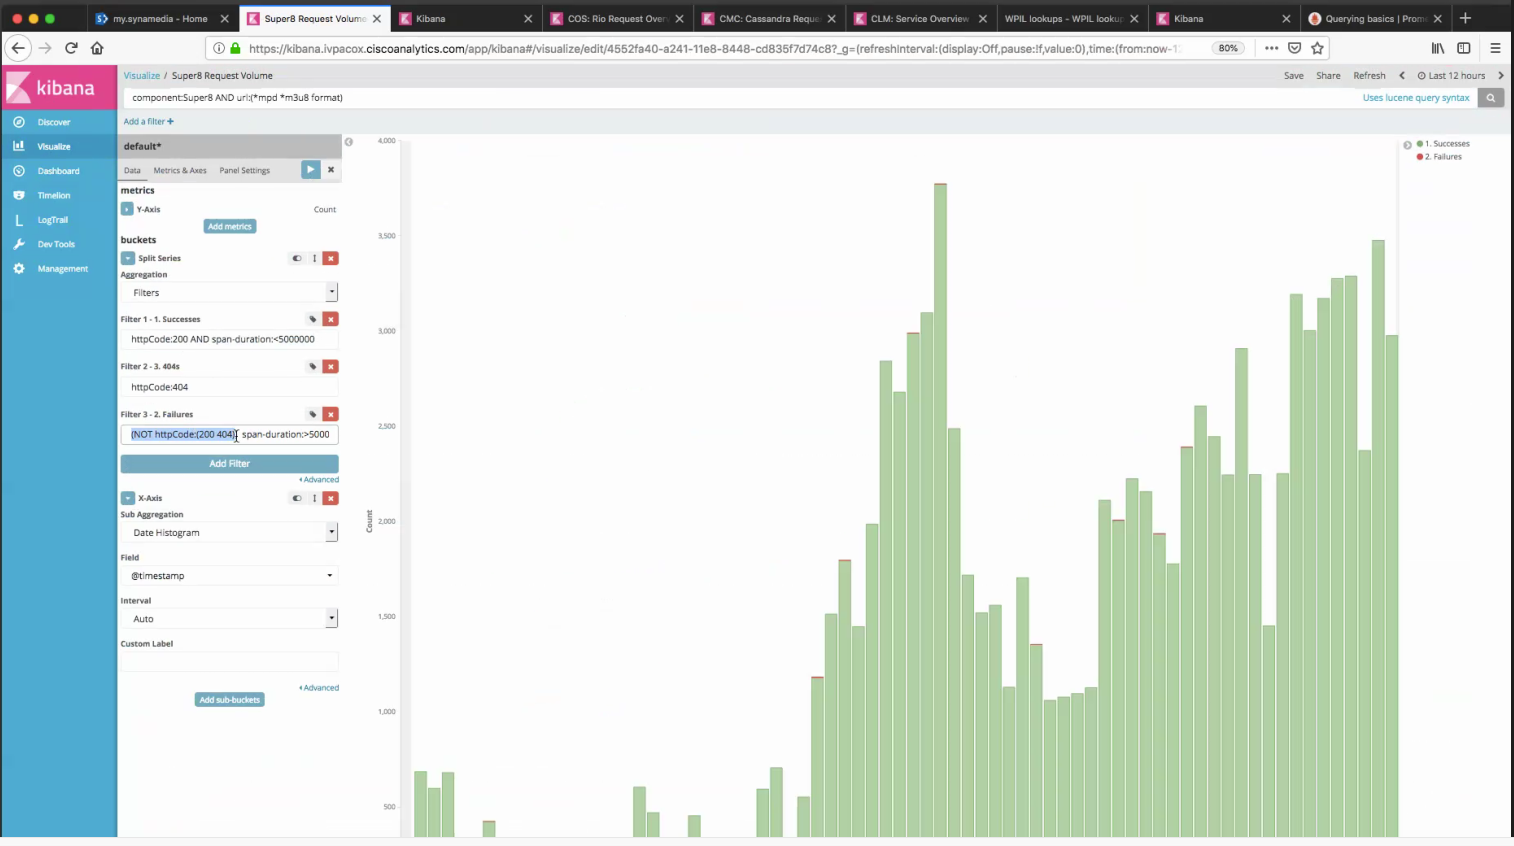 my.synamedia - Home
Super8 Request Volume
Kibana
COS: Rio Request Over
CMC: Cassandra Reque
CLM: Service Overview
WPIL lookups - WPIL lookup
Kibana
Querying basics | Prom
https://kibana.ivpacox.ciscoanalytics.com/app/kibana#/visualize/edit/4552fa40-a241-11e8-8448-cd835f7d74c8?_g=(refreshInterval:(display:Off,pause:!f,value:0),time:(from:now-12
80%
kibana
Visualize / Super8 Request Volume
Save Share Refresh Last 12 hours
component:Super8 AND url:(*mpd *m3u8 format)
Uses lucene query syntax
Add a filter +
Discover
Visualize
Dashboard
Timelion
LogTrail
Dev Tools
Management
default*
Data Metrics & Axes Panel Settings
metrics
Y-Axis Count
Add metrics
buckets
Split Series
Aggregation
Filters
Filter 1 - 1. Successes
httpCode:200 AND span-duration:<5000000
Filter 2 - 3. 404s
httpCode:404
Filter 3 - 2. Failures
(NOT httpCode:(200 404)) span-duration:>5000
Add Filter
Advanced
X-Axis
Sub Aggregation
Date Histogram
Field
@timestamp
Interval
Auto
Custom Label
Advanced
Add sub-buckets
4,000
3,500
3,000
2,500
2,000
1,500
1,000
500
Count
1. Successes
2. Failures